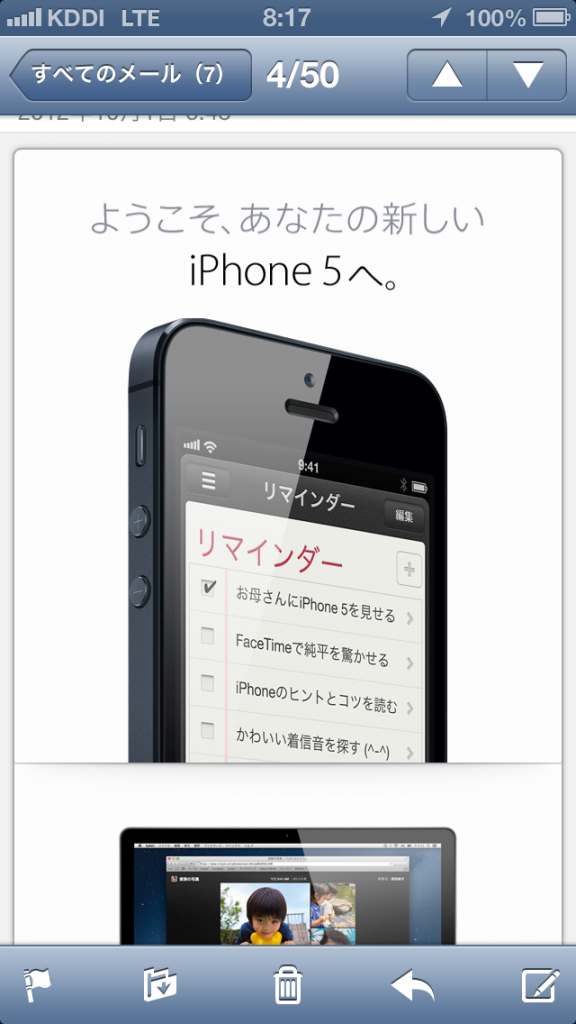 KDDI LTE 8:17 100%
すべてのメール（7） 4/50
ようこそ、あなたの新しい
iPhone 5へ。
9:41
リマインダー 編集
リマインダー
お母さんにiPhone 5を見せる
FaceTimeで純平を驚かせる
iPhoneのヒントとコツを読む
かわいい着信音を探す (^-^)